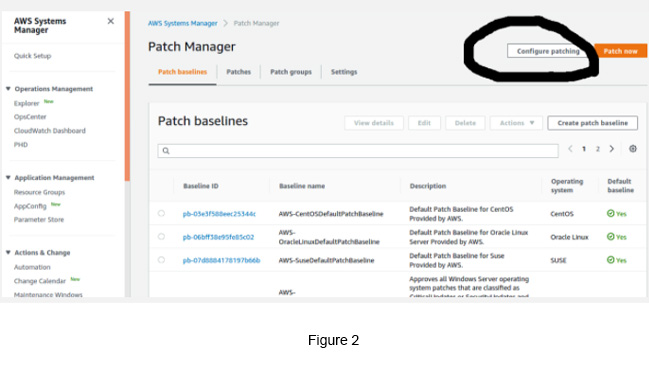 AWS Systems
Manager
×
Quick Setup
▼ Operations Management
Explorer New
OpsCenter
CloudWatch Dashboard
PHD
▼ Application Management
Resource Groups
AppConfig New
Parameter Store
▼ Actions & Change
Automation
Change Calendar New
Maintenance Windows
AWS Systems Manager > Patch Manager
Patch Manager
Configure patching
Patch now
Patch baselines Patches Patch groups Settings
Patch baselines
View details Edit Delete Actions ▼ Create patch baseline
< 1 2 >
Baseline ID Baseline name Description Operating system Default baseline
pb-03e3f588eec25344c AWS-CentOSDefaultPatchBaseline Default Patch Baseline for CentOS Provided by AWS. CentOS Yes
pb-06bff38e95fe85c02 AWS-OracleLinuxDefaultPatchBaseline Default Patch Baseline for Oracle Linux Server Provided by AWS. Oracle Linux Yes
pb-07d8884178197b66b AWS-SuseDefaultPatchBaseline Default Patch Baseline for Suse Provided by AWS. SUSE Yes
AWS-
Approves all Windows Server operating
system patches that are classified as
CriticalUpdates or SecurityUpdates and
Figure 2